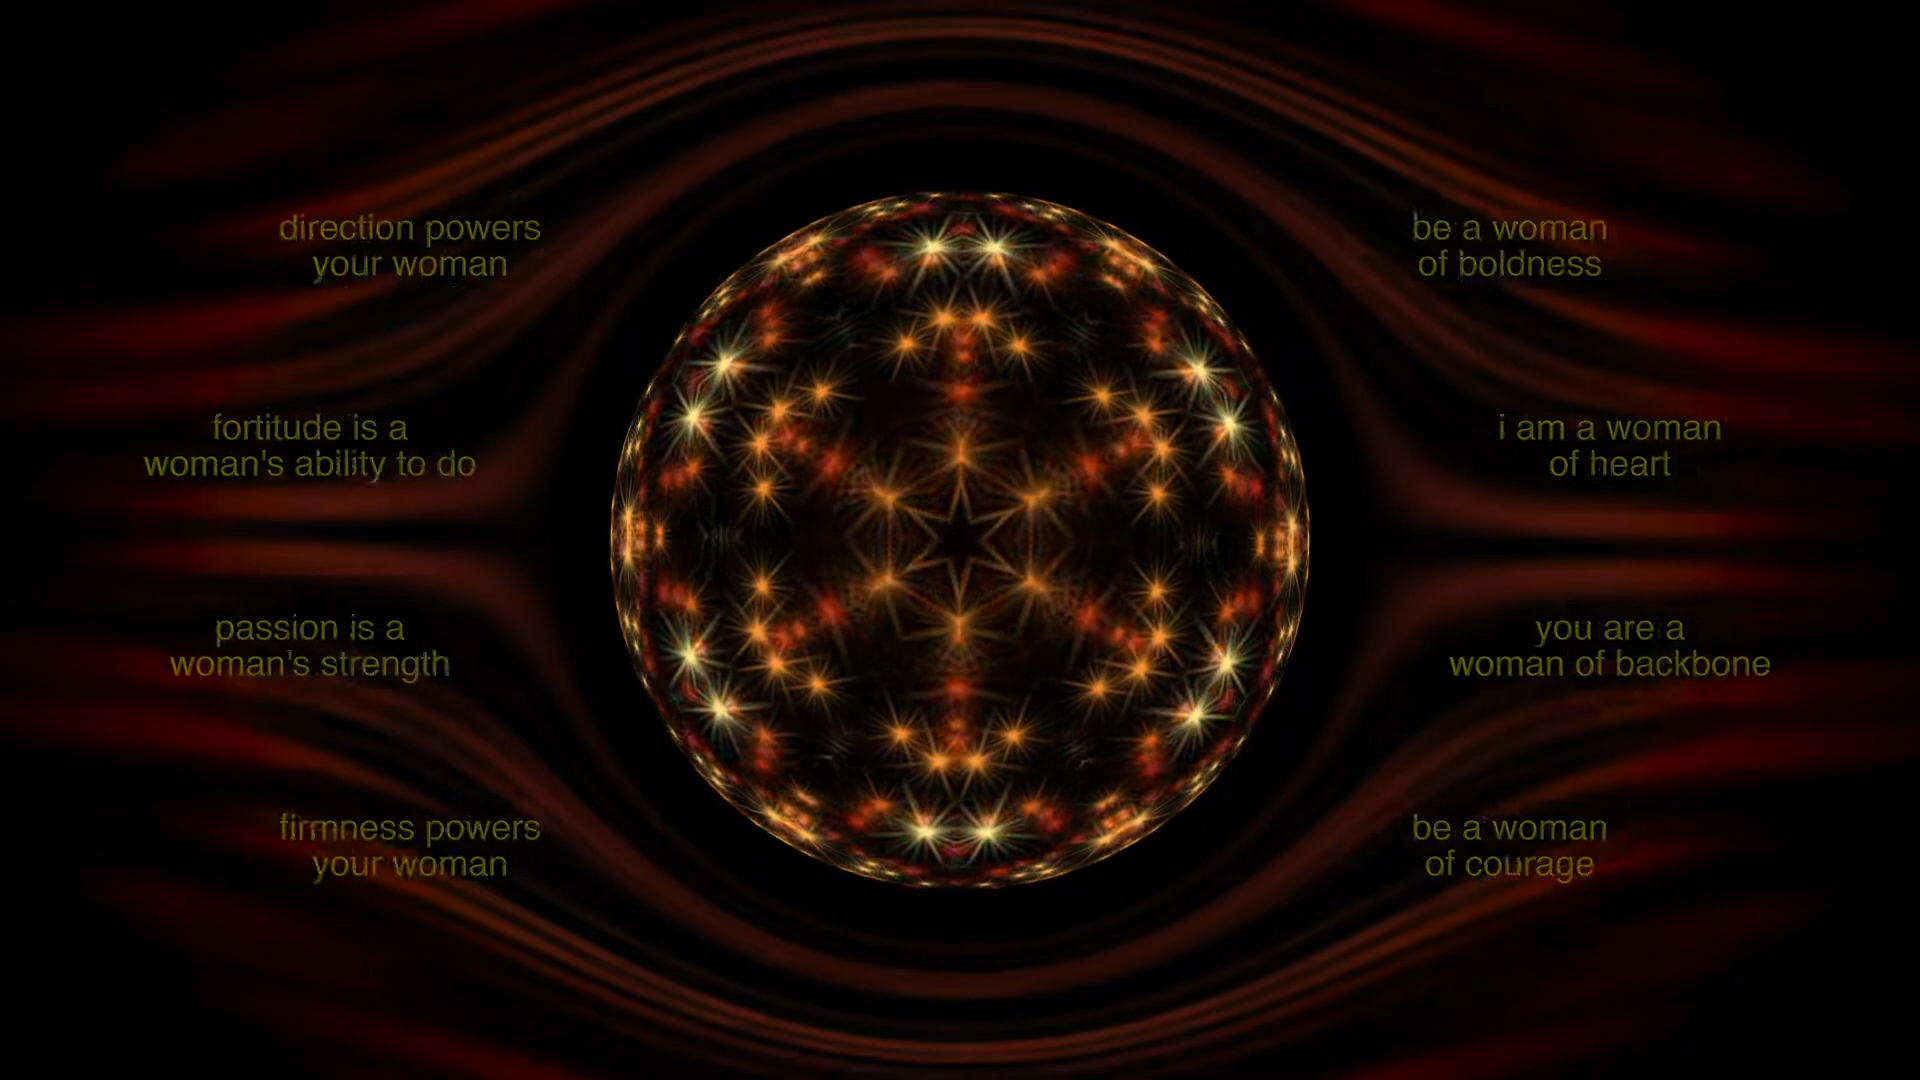 direction powers
your woman
be a woman
of boldness
fortitude is a
woman's ability to do
i am a woman
of heart
passion is a
woman's strength
you are a
woman of backbone
firmness powers
your woman
be a woman
of courage